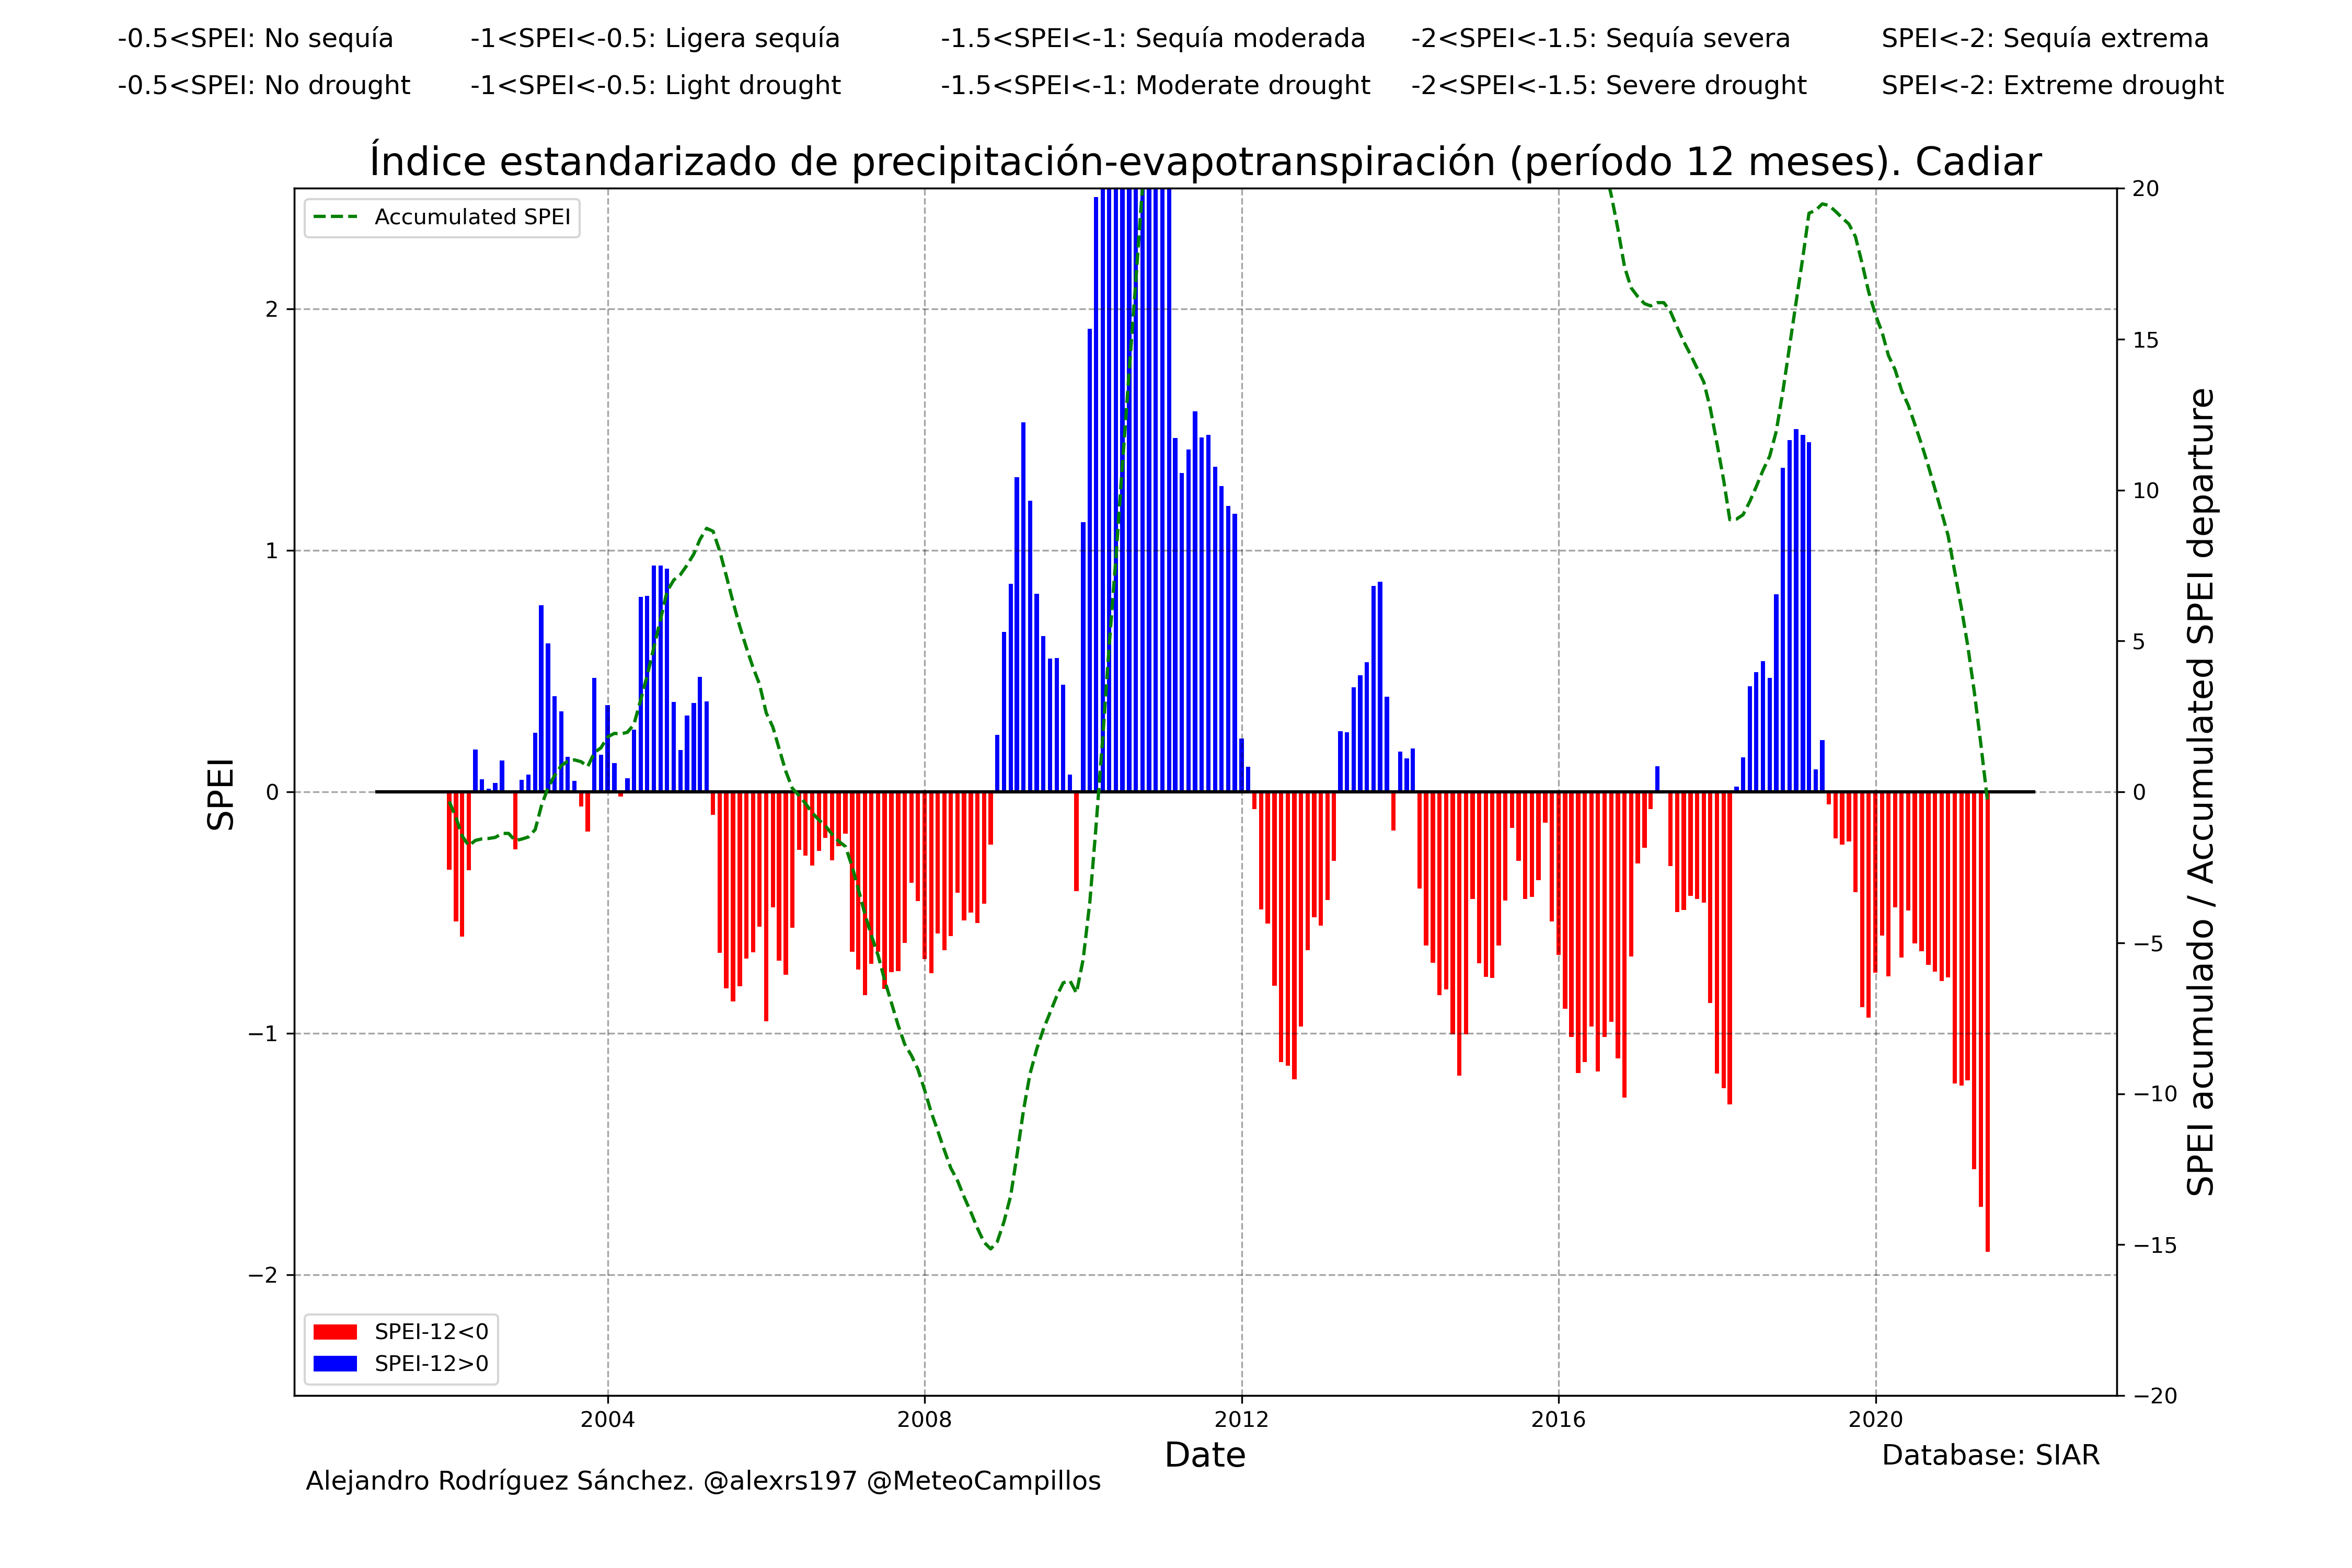 -0.5<SPEI: No sequía -1<SPEI<-0.5: Ligera sequía -1.5<SPEI<-1: Sequía moderada -2<SPEI<-1.5: Sequía severa SPEI<-2: Sequía extrema
-0.5<SPEI: No drought -1<SPEI<-0.5: Light drought -1.5<SPEI<-1: Moderate drought -2<SPEI<-1.5: Severe drought SPEI<-2: Extreme drought
Índice estandarizado de precipitación-evapotranspiración (período 12 meses). Cadiar
Accumulated SPEI
SPEI
2
1
0
−1
−2
20
15
10
5
0
−5
−10
−15
−20
SPEI acumulado / Accumulated SPEI departure
SPEI-12<0
SPEI-12>0
2004 2008 2012 2016 2020
Date
Database: SIAR
Alejandro Rodríguez Sánchez. @alexrs197 @MeteoCampillos